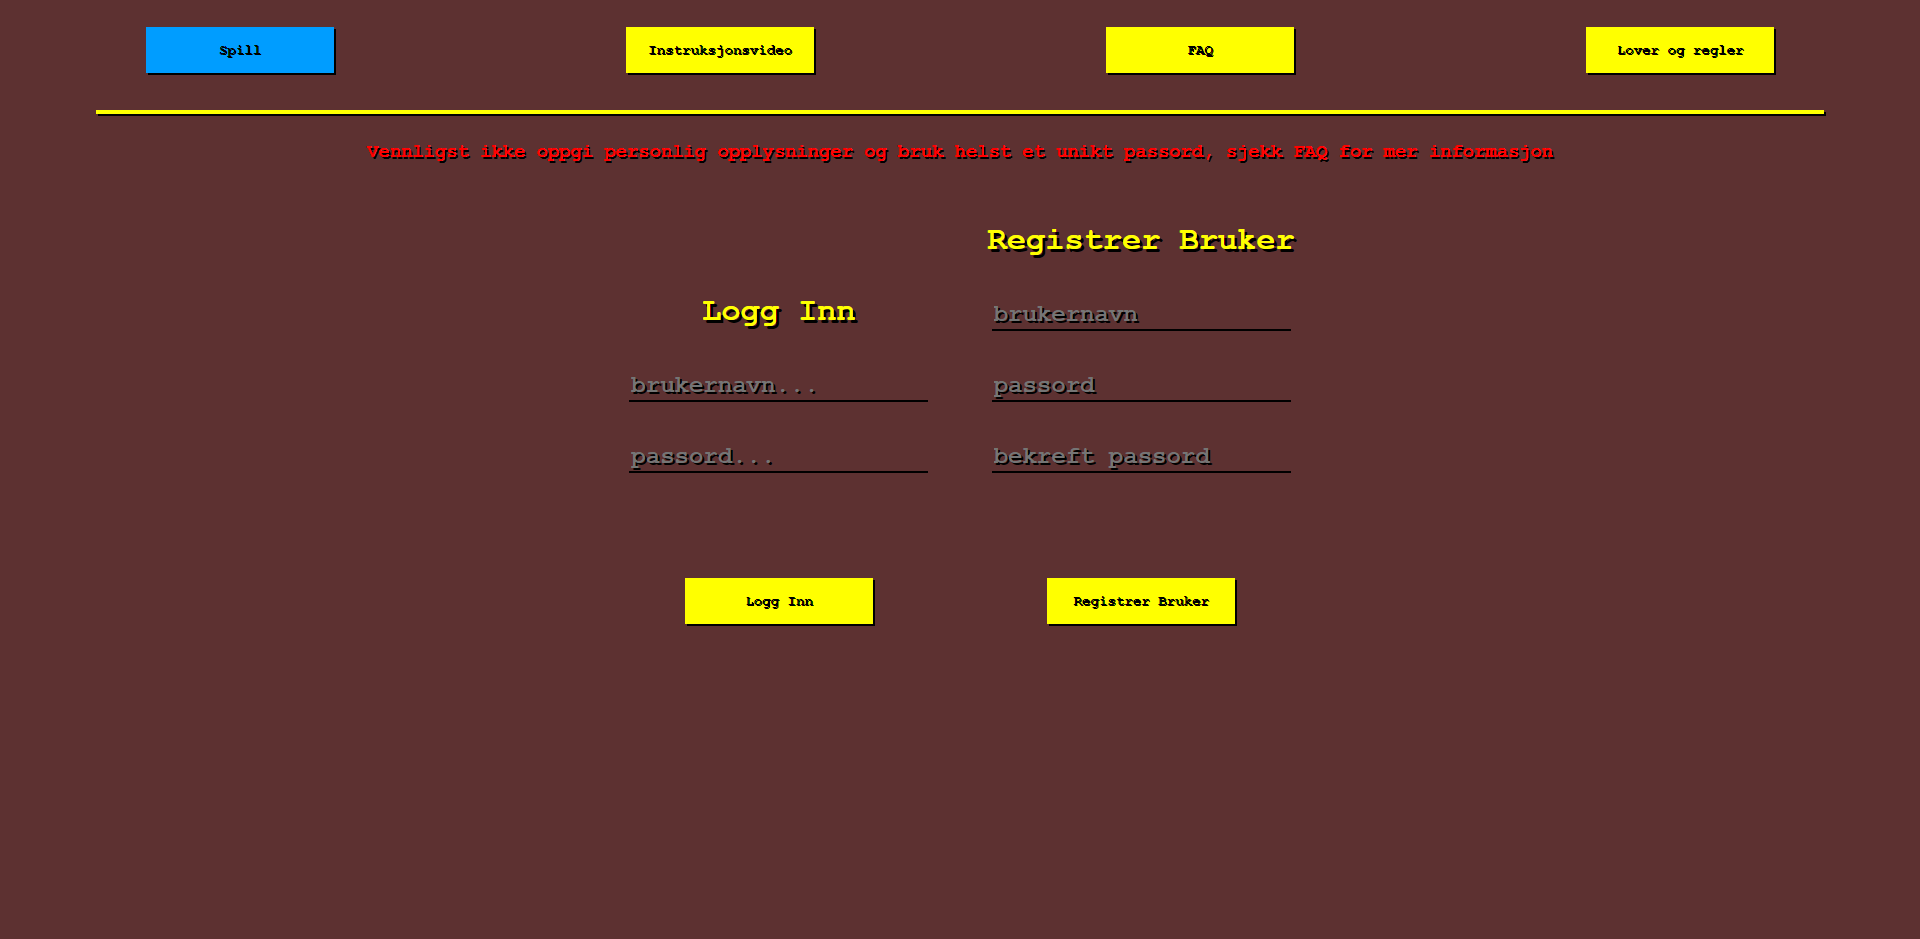 Spill
Instruksjonsvideo
FAQ
Lover og regler
Vennligst ikke oppgi personlig opplysninger og bruk helst et unikt passord, sjekk FAQ for mer informasjon
Logg Inn
brukernavn...
passord...
Logg Inn
Registrer Bruker
brukernavn
passord
bekreft passord
Registrer Bruker